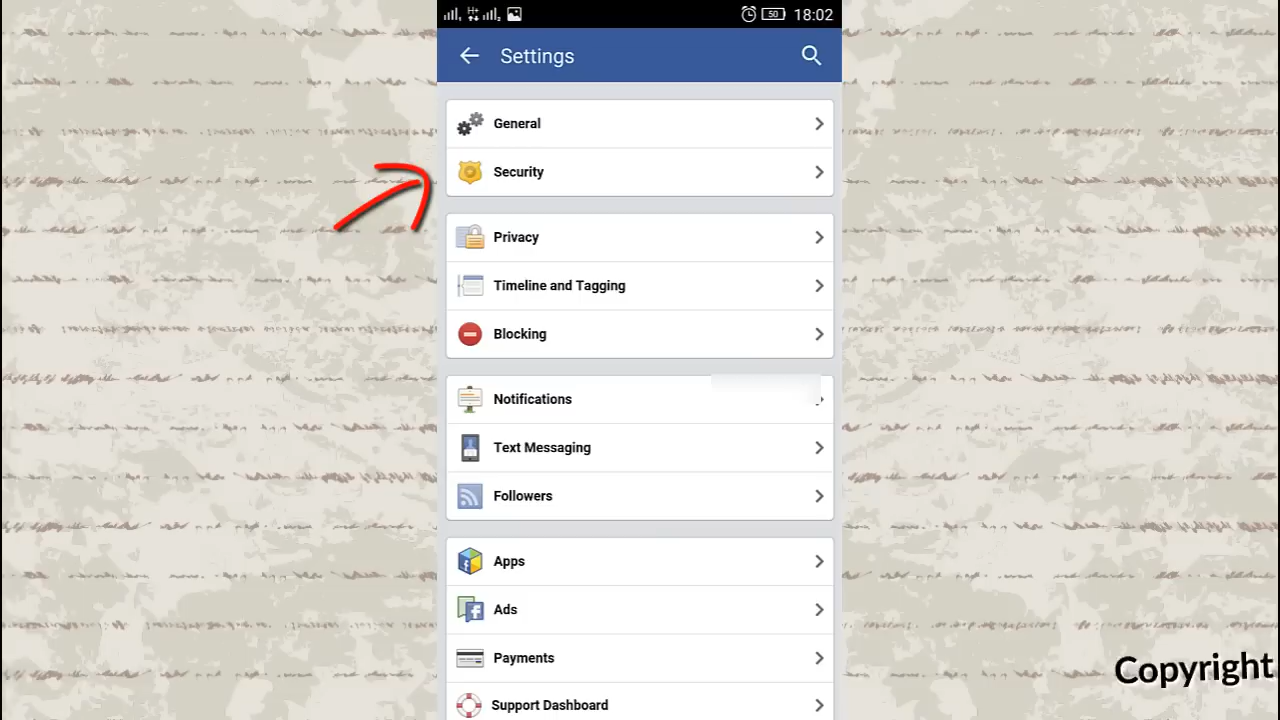 50 18:02
Settings
General
Security
Privacy
Timeline and Tagging
Blocking
Notifications
Text Messaging
Followers
Apps
Ads
Payments
Support Dashboard
Copyright